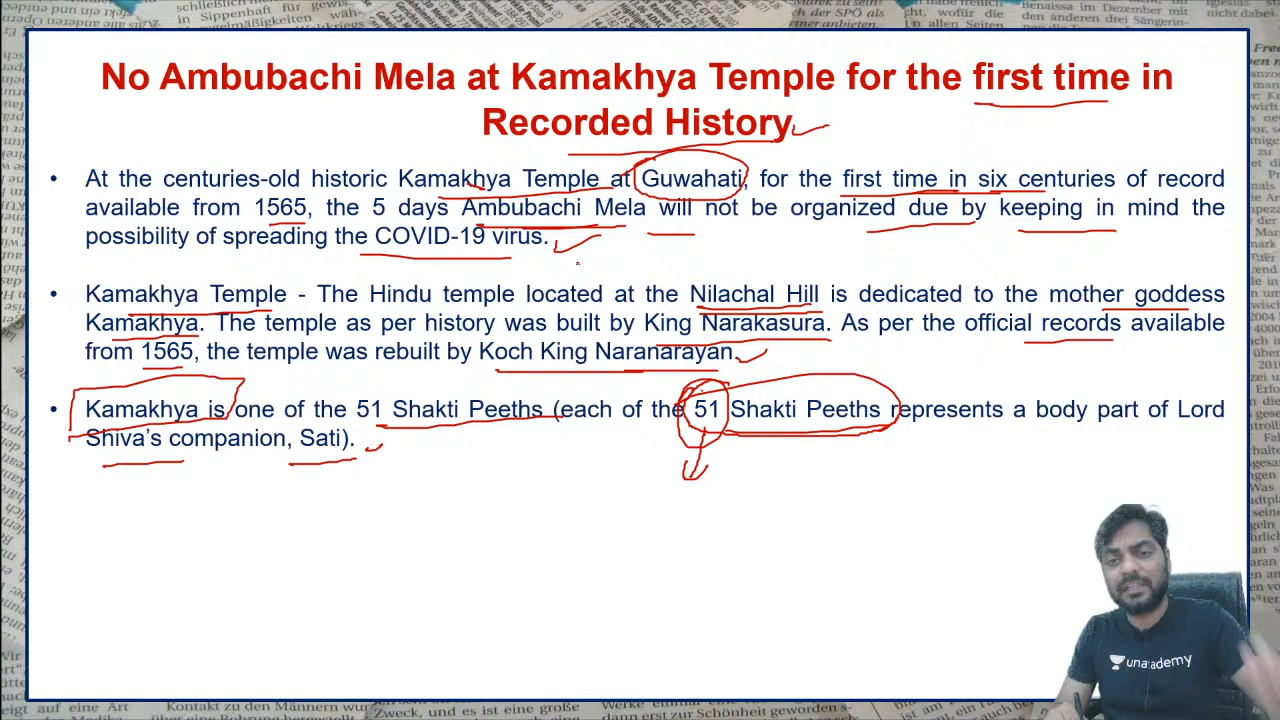 No Ambubachi Mela at Kamakhya Temple for the first time in
Recorded History
• At the centuries-old historic Kamakhya Temple at Guwahati, for the first time in six centuries of record
available from 1565, the 5 days Ambubachi Mela will not be organized due by keeping in mind the
possibility of spreading the COVID-19 virus.
• Kamakhya Temple - The Hindu temple located at the Nilachal Hill is dedicated to the mother goddess
Kamakhya. The temple as per history was built by King Narakasura. As per the official records available
from 1565, the temple was rebuilt by Koch King Naranarayan.
• Kamakhya is one of the 51 Shakti Peeths (each of the 51 Shakti Peeths represents a body part of Lord
Shiva's companion, Sati).
unacademy